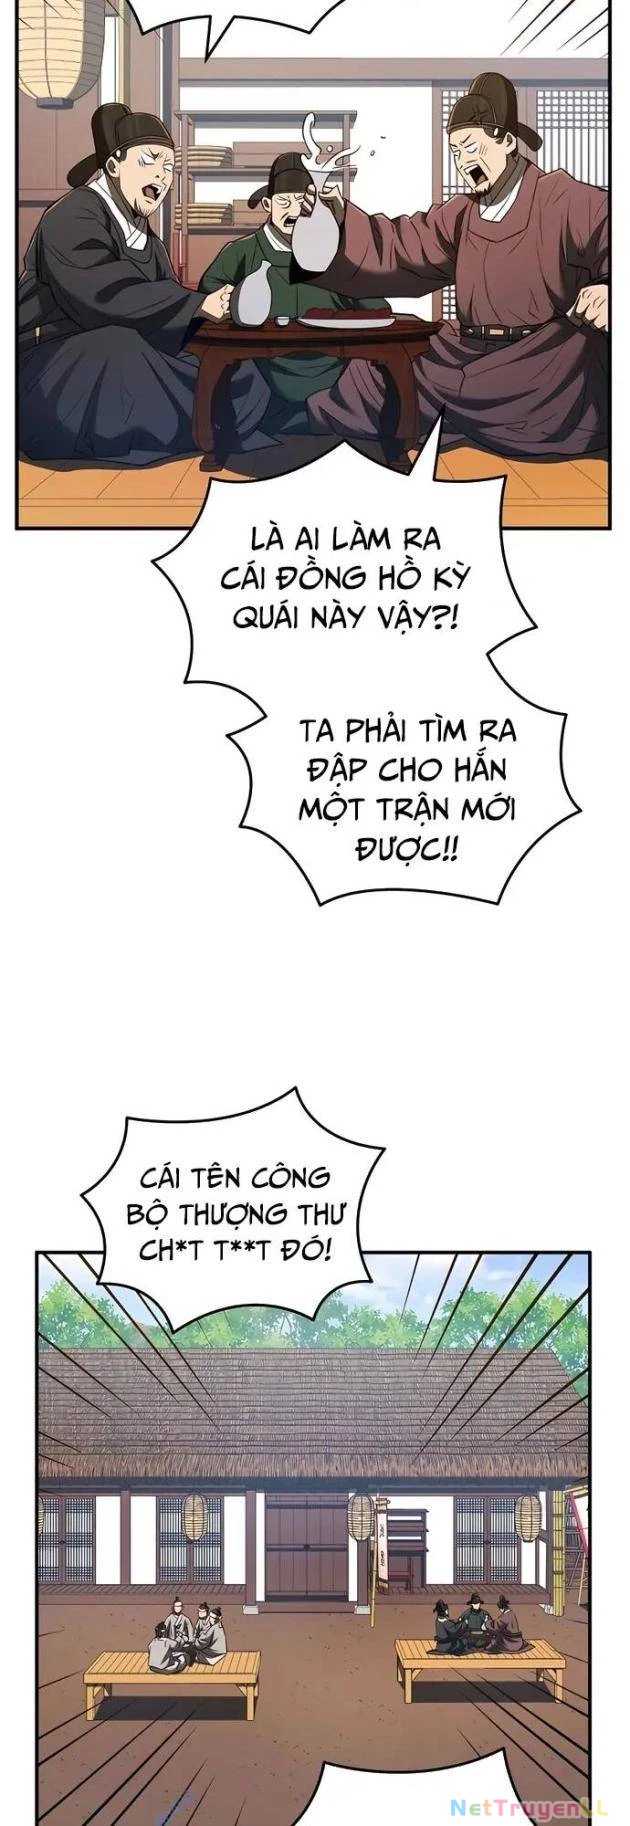 LÀ AI LÀM RA
CÁI ĐỒNG HỒ KỲ
QUÁI NÀY VẬY?!
TA PHẢI TÌM RA
ĐẬP CHO HẮN
MỘT TRẬN MỚI
ĐƯỢC!!
CÁI TÊN CÔNG
BỘ THƯỢNG THƯ
CH*T T**T ĐÓ!
NetTruyenLL